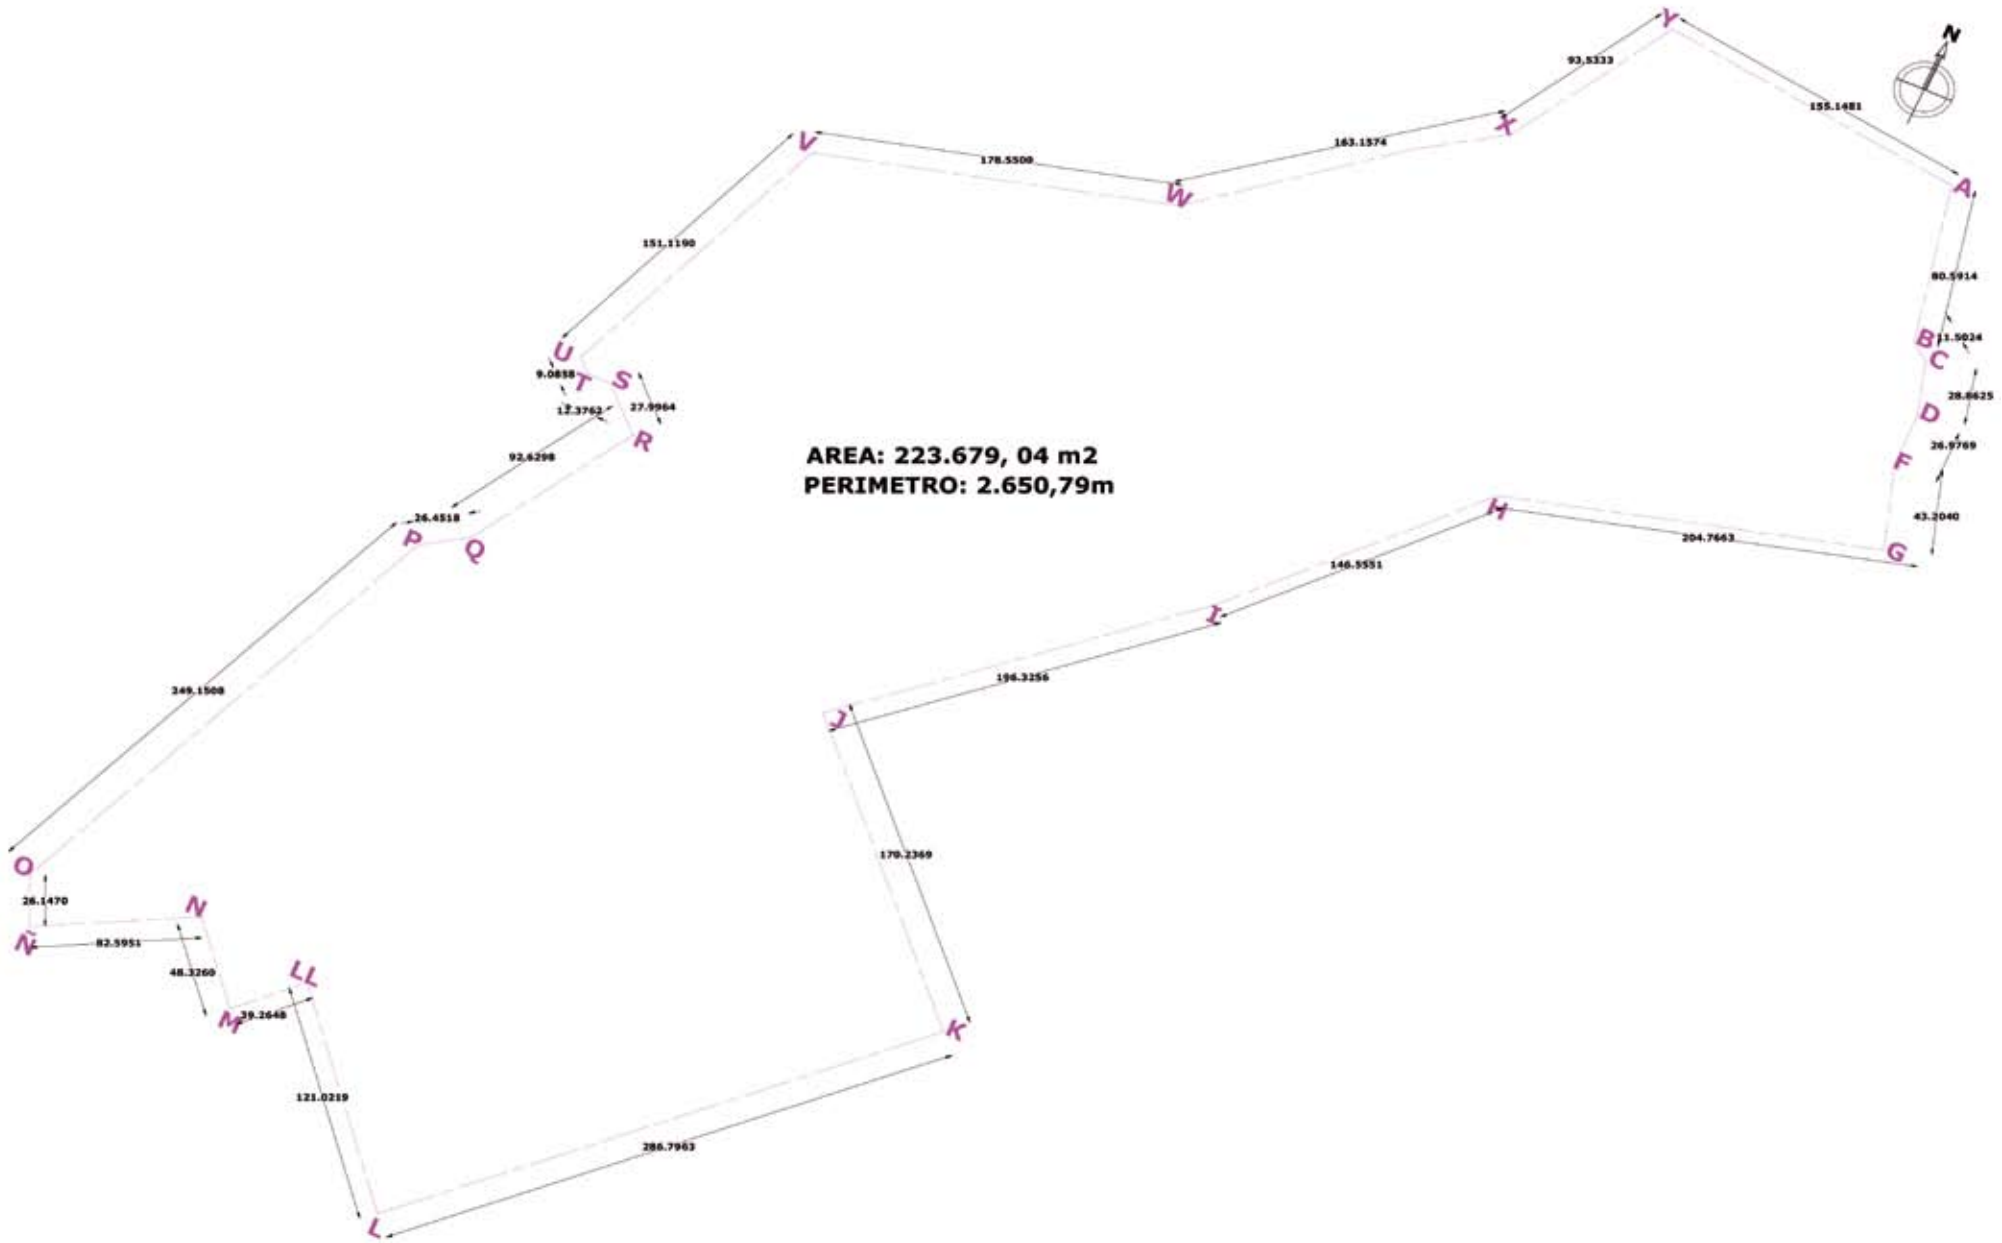 Y
N
93,5333
155.1481
X
163.1574
V
178.5500
W
A
151.1190
80.5914
B
11.5024
C
U
9.0858
T
S
12.3762
27.9964
28.8625
D
R
26.9769
F
92,6298
AREA: 223.679, 04 m2
PERIMETRO: 2.650,79m
26.4518
P
Q
H
43.2040
204.7663
G
146.5551
I
196.3256
249.1508
J
170.2369
O
26.1470
N
Ñ
82.5951
48.3260
LL
M
39.2648
K
121.0219
286.7963
L